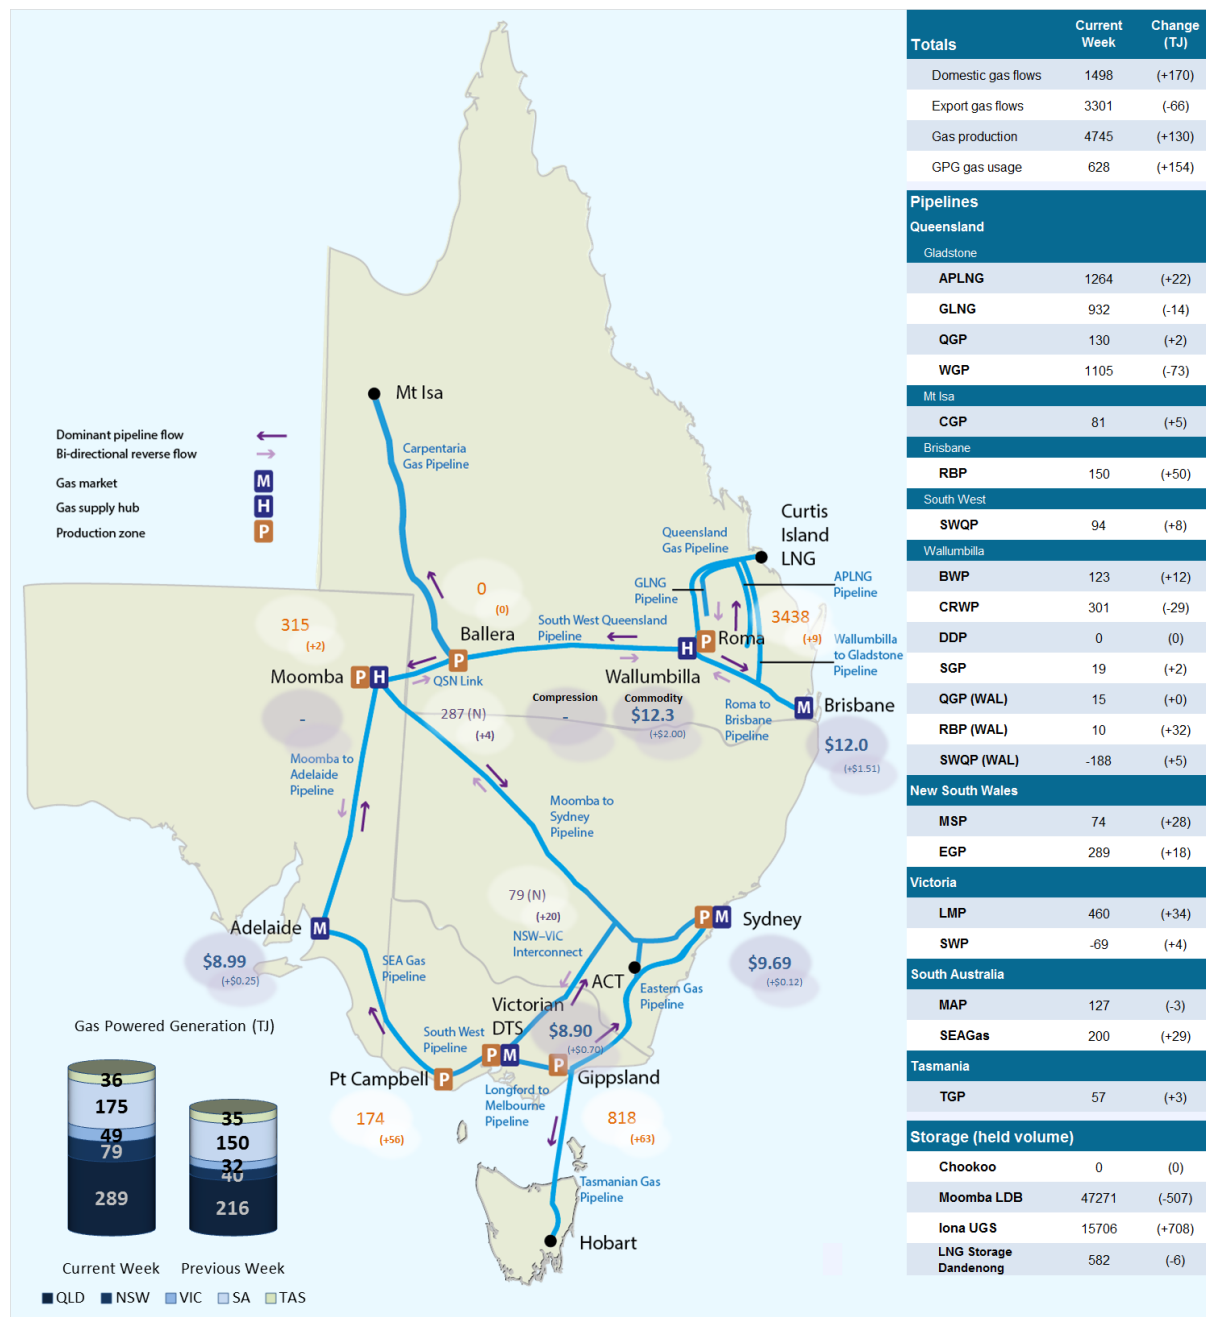 Mt Isa
Dominant pipeline flow
Bi-directional reverse flow
Gas market M
Gas supply hub H
Production zone P
Carpentaria
Gas Pipeline
Curtis
Island
LNG
Queensland
Gas Pipeline
GLNG
Pipeline
APLNG
Pipeline
0
(0)
315
(+2)
Ballera
South West Queensland
Pipeline
3438
(+9)
H P Roma
Wallumbilla
to Gladstone
Pipeline
Moomba P H
P
QSN Link
Wallumbilla
-
287 (N)
(+4)
Compression
-
Commodity
$12.3
(+$2.00)
Roma to
Brisbane
Pipeline
M Brisbane
$12.0
(+$1.51)
Moomba to
Adelaide
Pipeline
Moomba to
Sydney
Pipeline
79 (N)
(+20)
NSW–VIC
Interconnect
Adelaide M
$8.99
(+$0.25)
P M Sydney
$9.69
(+$0.12)
SEA Gas
Pipeline
ACT
Eastern Gas
Pipeline
Victorian
DTS
$8.90
(+$0.70)
South West
Pipeline
P M
P
Gippsland
Pt Campbell P
Longford to
Melbourne
Pipeline
174
(+56)
818
(+63)
Tasmanian Gas
Pipeline
Hobart
Gas Powered Generation (TJ)
36
175
49
79
289
35
150
32
40
216
Current Week Previous Week
QLD NSW VIC SA TAS
Totals Current Week Change (TJ)
Domestic gas flows 1498 (+170)
Export gas flows 3301 (-66)
Gas production 4745 (+130)
GPG gas usage 628 (+154)
Pipelines
Queensland
Gladstone
APLNG 1264 (+22)
GLNG 932 (-14)
QGP 130 (+2)
WGP 1105 (-73)
Mt Isa
CGP 81 (+5)
Brisbane
RBP 150 (+50)
South West
SWQP 94 (+8)
Wallumbilla
BWP 123 (+12)
CRWP 301 (-29)
DDP 0 (0)
SGP 19 (+2)
QGP (WAL) 15 (+0)
RBP (WAL) 10 (+32)
SWQP (WAL) -188 (+5)
New South Wales
MSP 74 (+28)
EGP 289 (+18)
Victoria
LMP 460 (+34)
SWP -69 (+4)
South Australia
MAP 127 (-3)
SEAGas 200 (+29)
Tasmania
TGP 57 (+3)
Storage (held volume)
Chookoo 0 (0)
Moomba LDB 47271 (-507)
Iona UGS 15706 (+708)
LNG Storage
Dandenong 582 (-6)